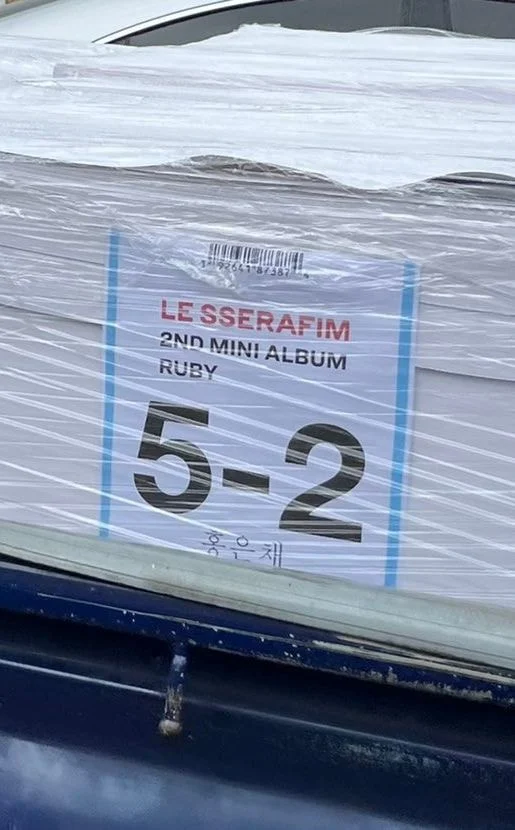 LE SSERAFIM
2ND MINI ALBUM
RUBY
5-2
홍은채